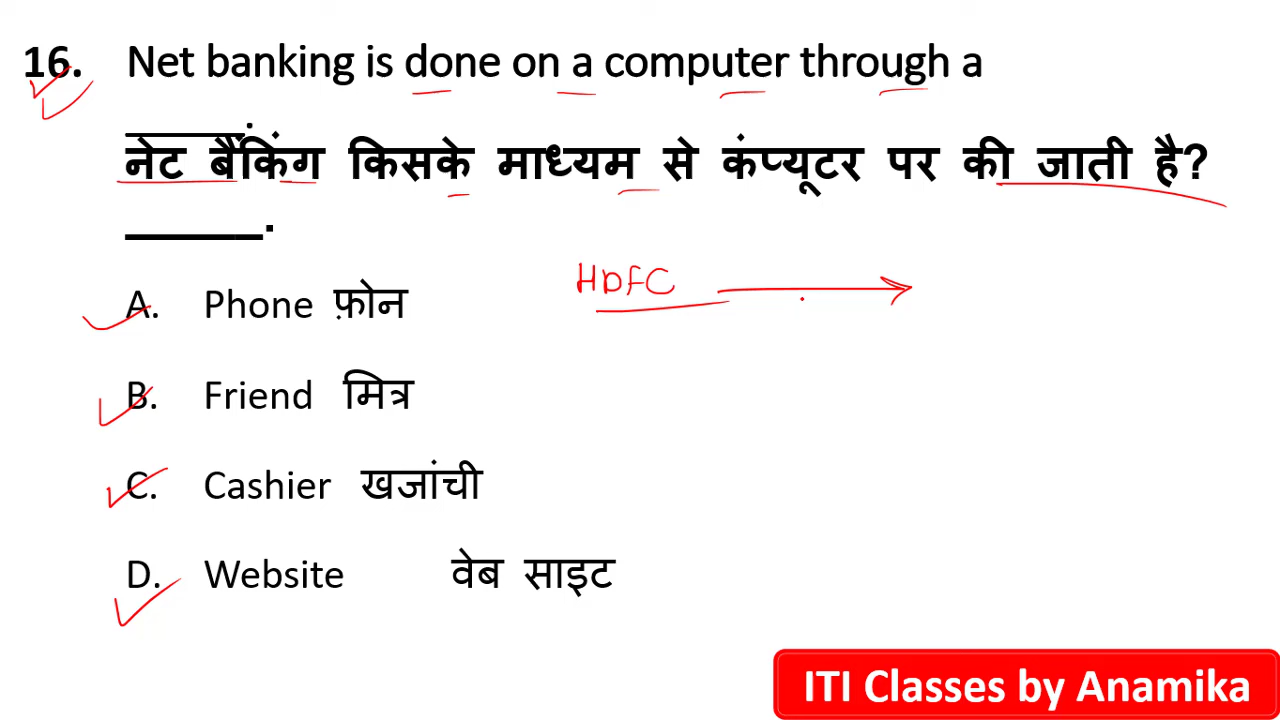 16. Net banking is done on a computer through a
______.
नेट बैंकिंग किसके माध्यम से कंप्यूटर पर की जाती है?
______.
HDFC
A. Phone फ़ोन
B. Friend मित्र
C. Cashier खजांची
D. Website वेब साइट
ITI Classes by Anamika